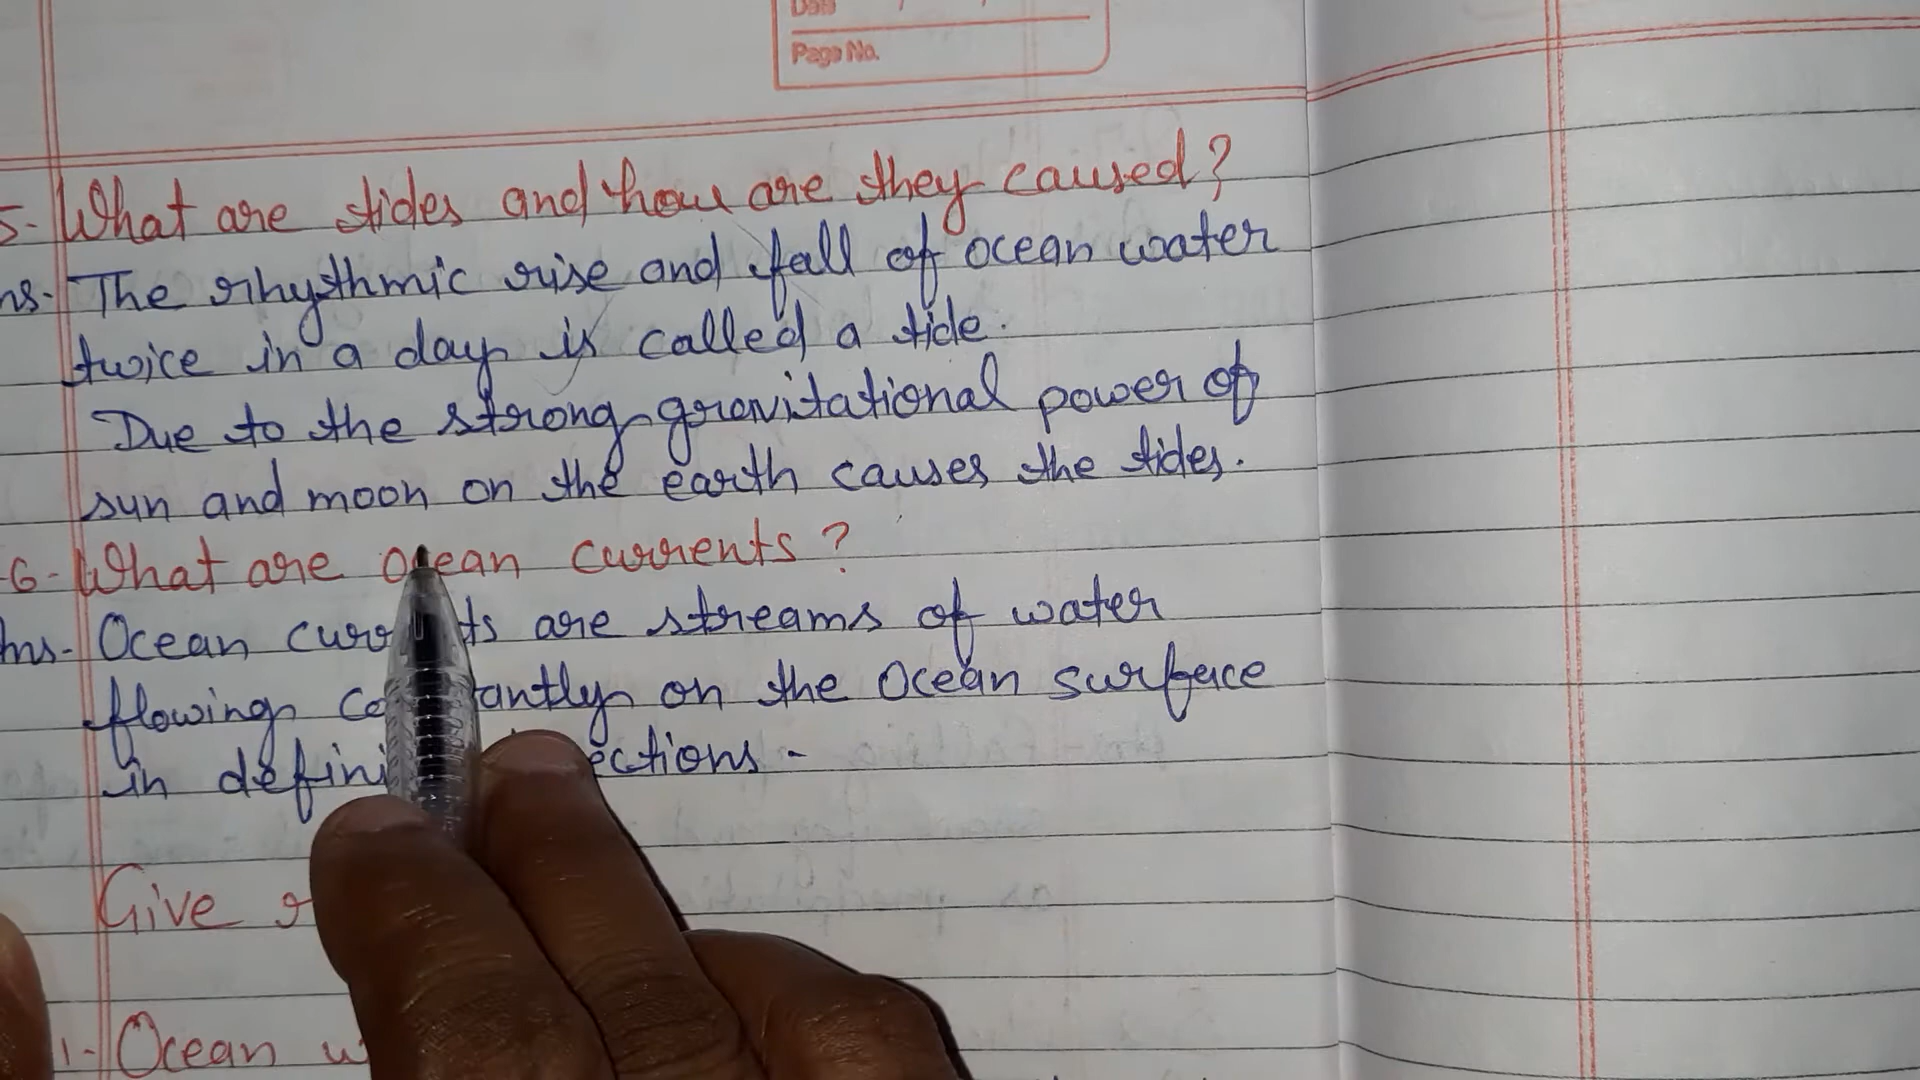 Date
Page No.
5- What are tides and how are they caused?
ns- The rhythmic rise and fall of ocean water
twice in a day is called a tide.
Due to the strong gravitational power of
sun and moon on the earth causes the tides.
6- What are ocean currents?
Ans- Ocean are streams of water
flowing on the Ocean surface
in
Give
1- Ocean